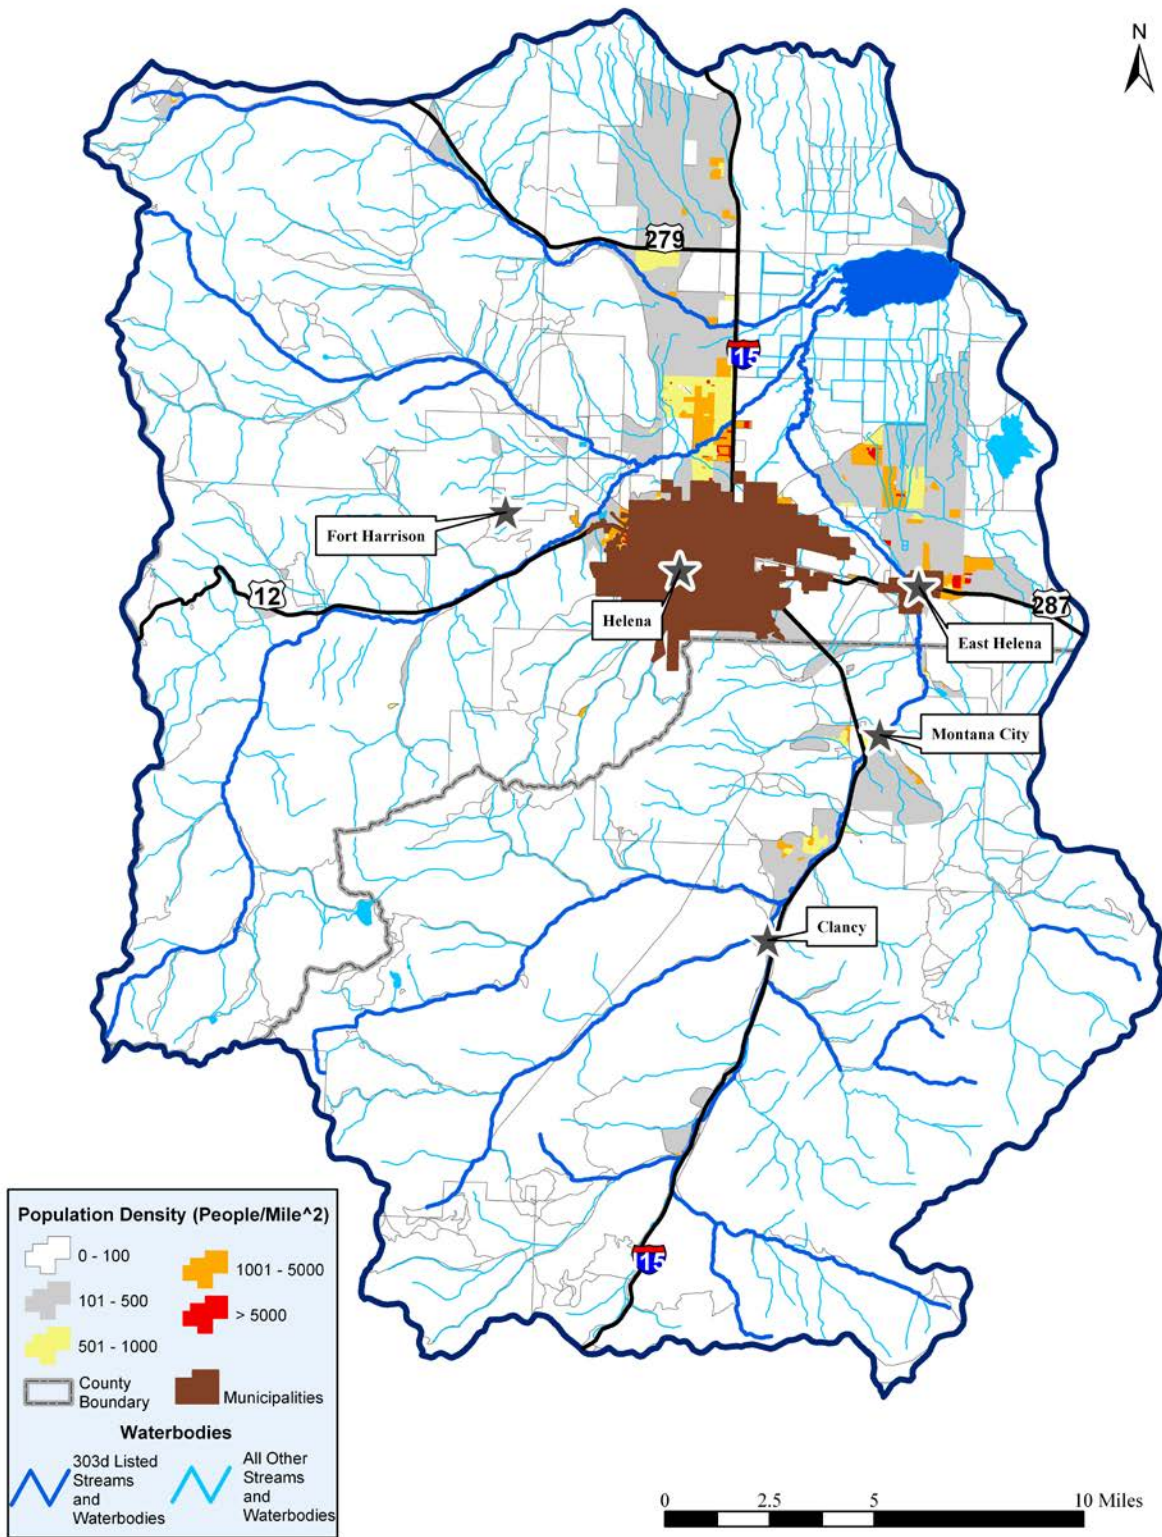 N
279
I15
Fort Harrison
12
Helena
287
East Helena
Montana City
Clancy
I15
Population Density (People/Mile^2)
0 - 100
1001 - 5000
101 - 500
> 5000
501 - 1000
County
Boundary
Municipalities
Waterbodies
303d Listed
Streams
and
Waterbodies
All Other
Streams
and
Waterbodies
0
2.5
5
10 Miles